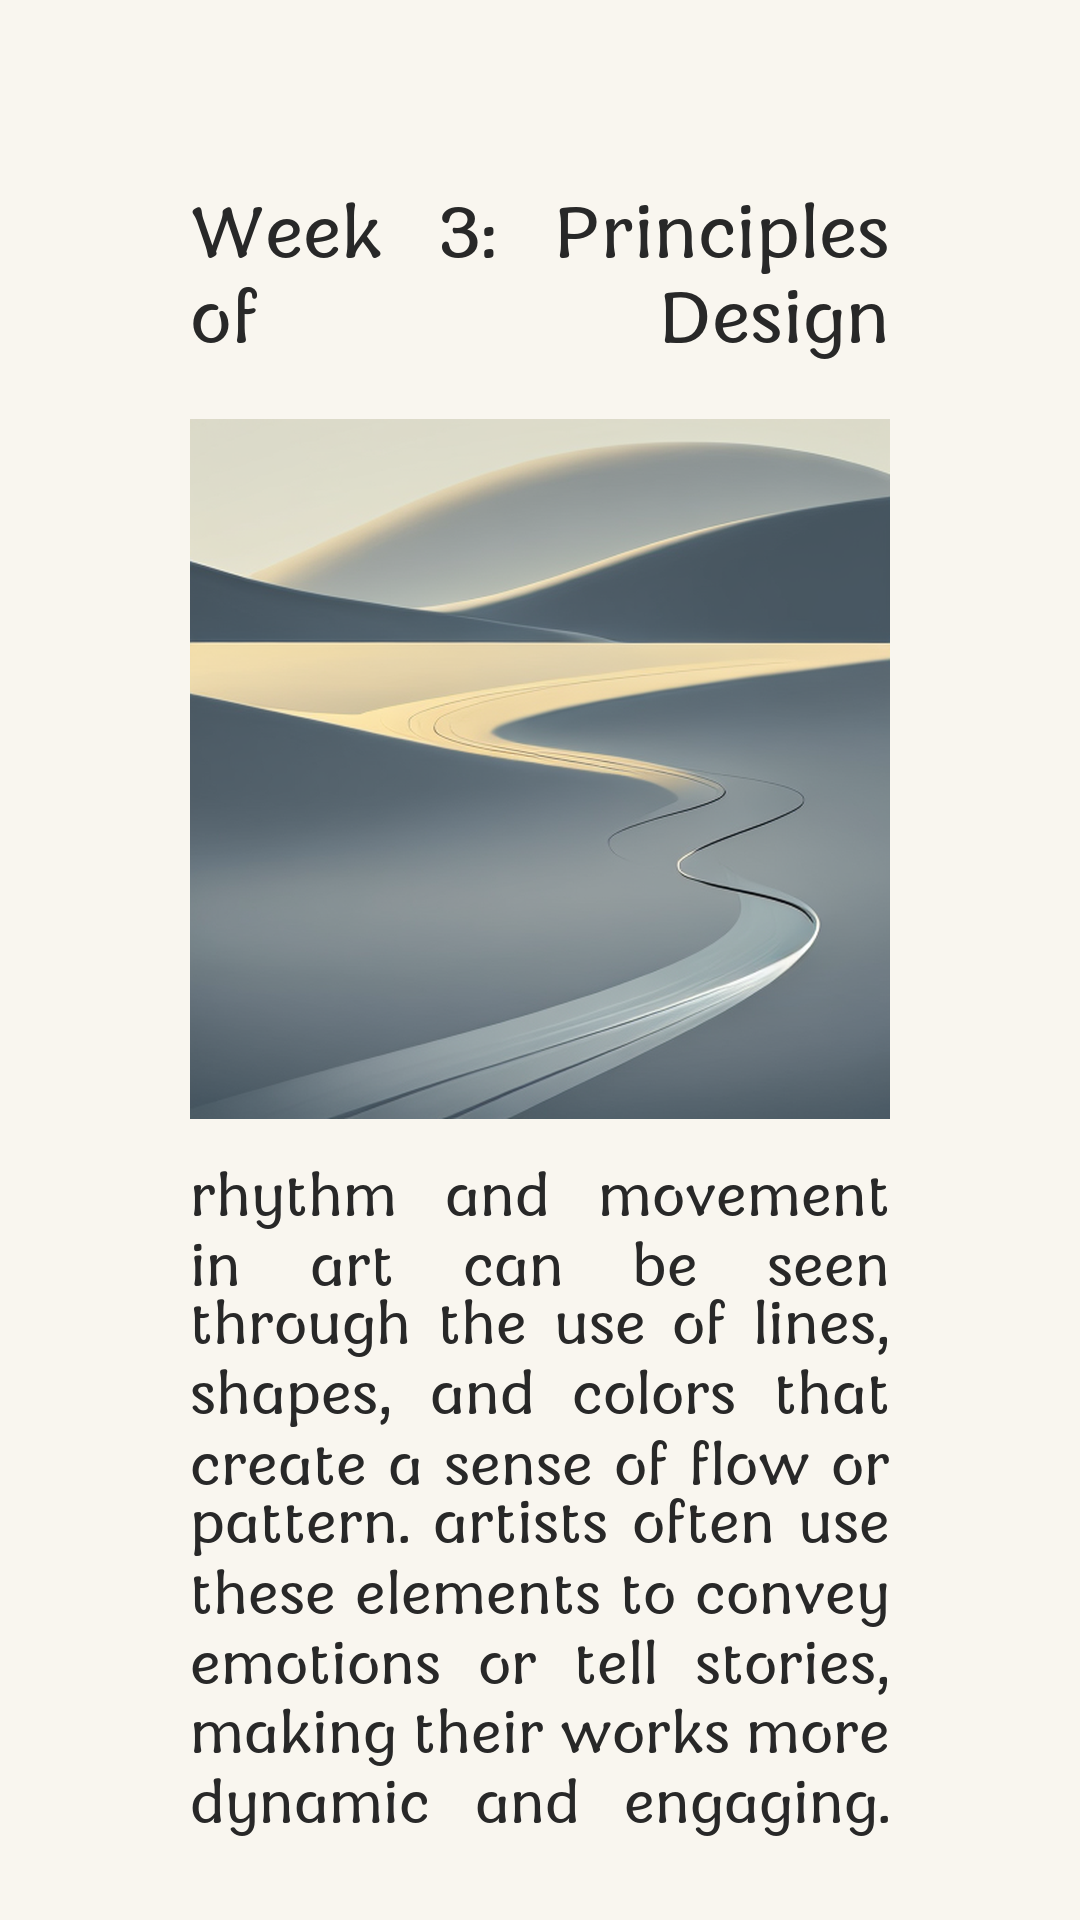 Week 3: Principles
of Design
rhythm and movement
in art can be seen
through the use of lines,
shapes, and colors that
create a sense of flow or
pattern. artists often use
these elements to convey
emotions or tell stories,
making their works more
dynamic and engaging.